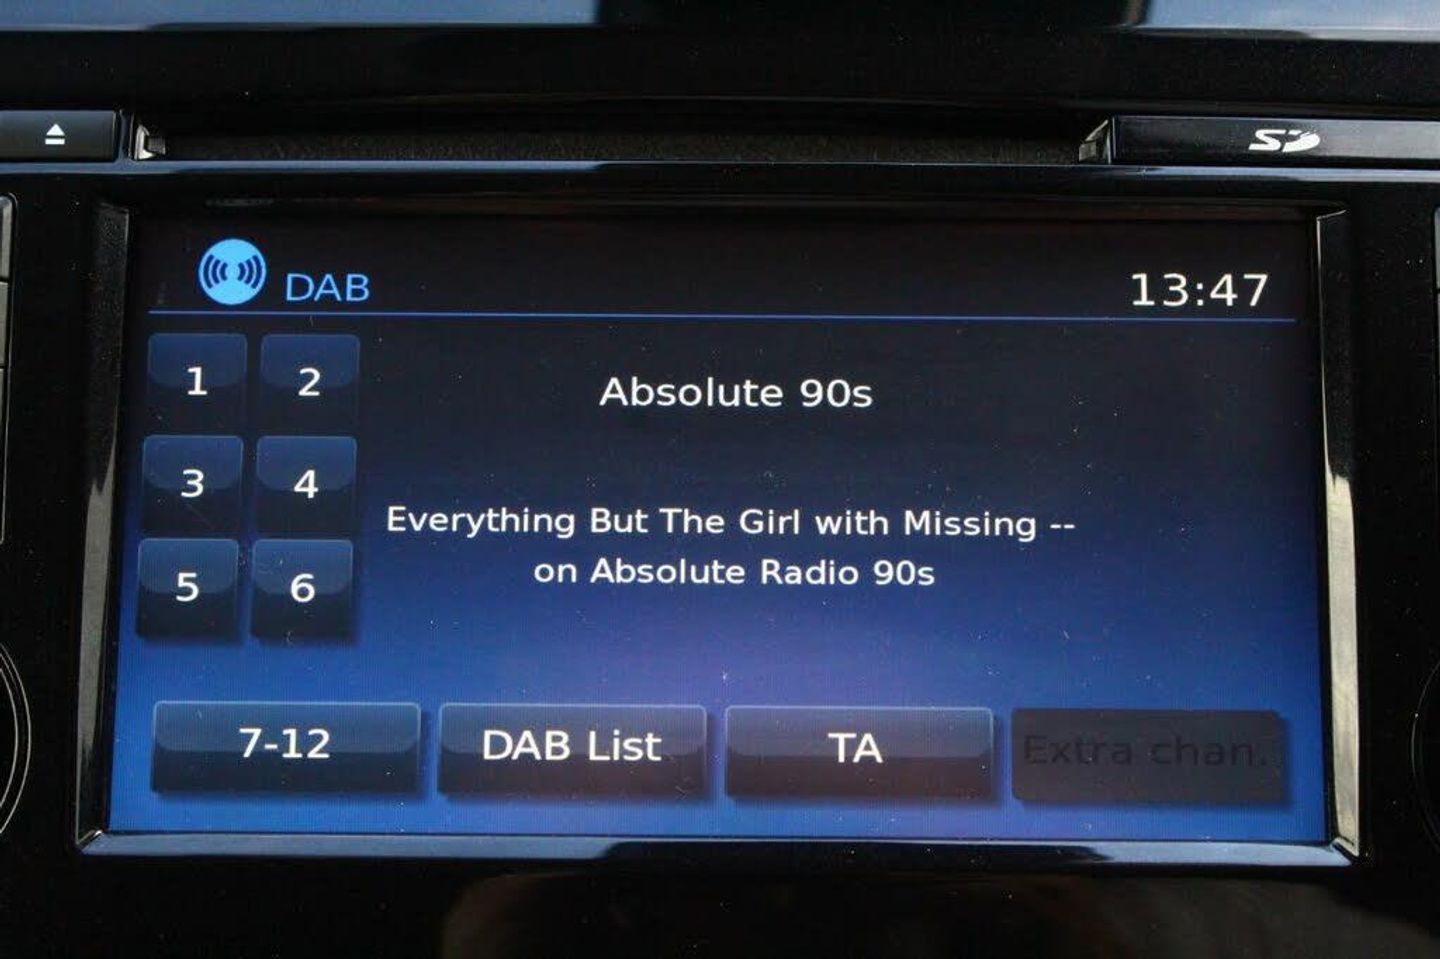 SD
DAB
13:47
1
2
Absolute 90s
3
4
Everything But The Girl with Missing --
on Absolute Radio 90s
5
6
7-12
DAB List
TA
Extra chan.